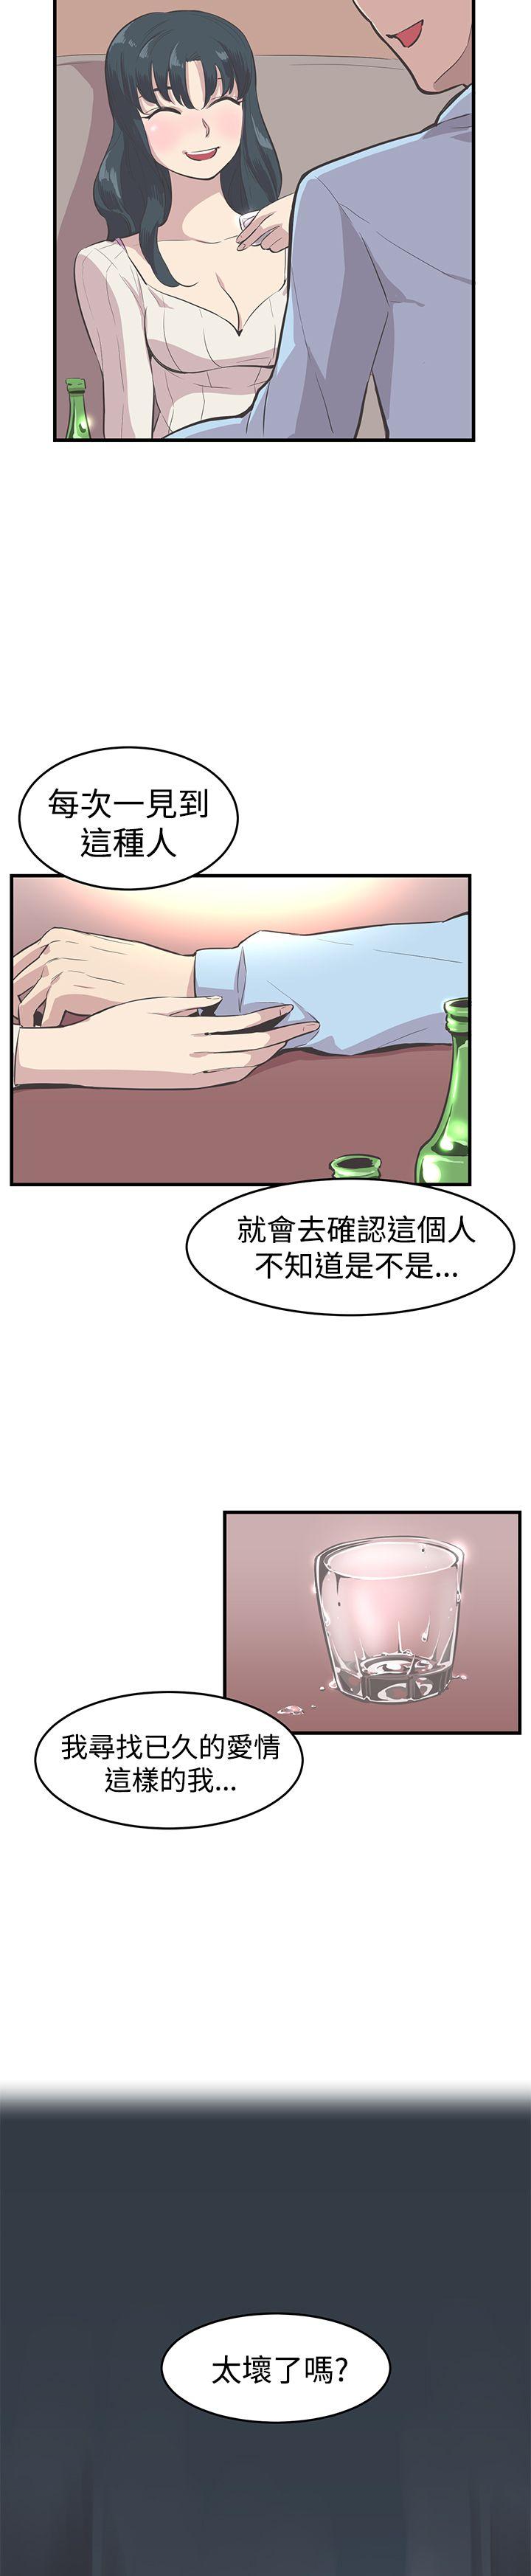 每次一見到
這種人
就會去確認這個人
不知道是不是...
我尋找已久的愛情
這樣的我...
太壞了嗎?